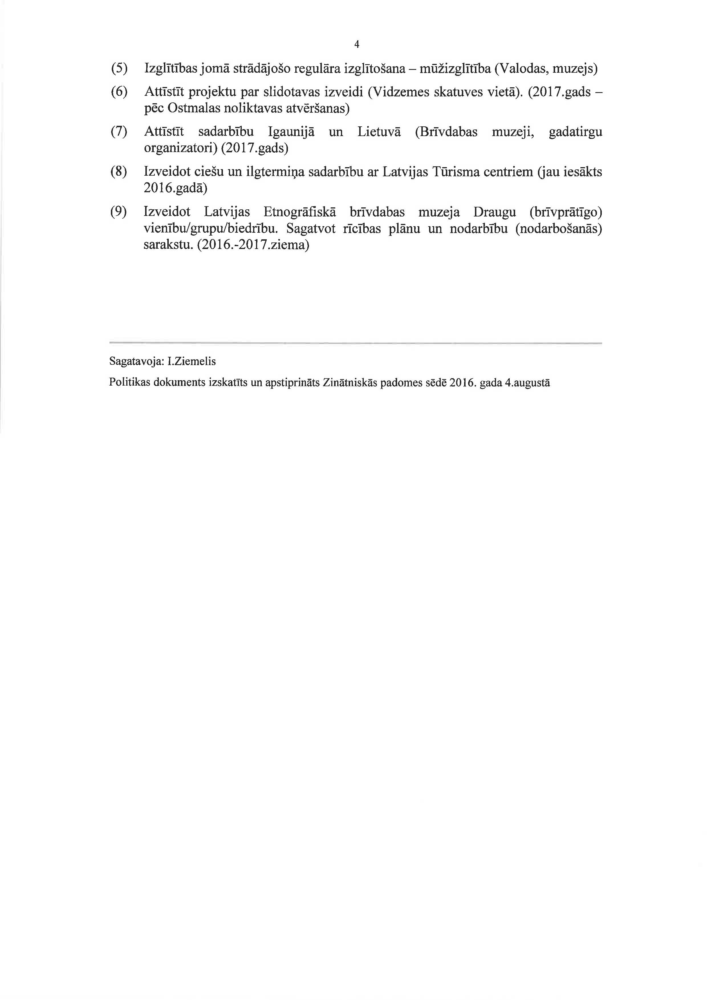 4
(5) Izglītības jomā strādājošo regulāra izglītošana – mūžizglītība (Valodas, muzejs)
(6) Attīstīt projektu par slidotavas izveidi (Vidzemes skatuves vietā). (2017.gads –
pēc Ostmalas noliktavas atvēršanas)
(7) Attīstīt sadarbību Igaunijā un Lietuvā (Brīvdabas muzeji, gadatirgu
organizatori) (2017.gads)
(8) Izveidot ciešu un ilgtermiņa sadarbību ar Latvijas Tūrisma centriem (jau iesākts
2016.gadā)
(9) Izveidot Latvijas Etnogrāfiskā brīvdabas muzeja Draugu (brīvprātīgo)
vienību/grupu/biedrību. Sagatvot rīcības plānu un nodarbību (nodarbošanās)
sarakstu. (2016.-2017.ziema)
Sagatavoja: I.Ziemelis
Politikas dokuments izskatīts un apstiprināts Zinātniskās padomes sēdē 2016. gada 4.augustā